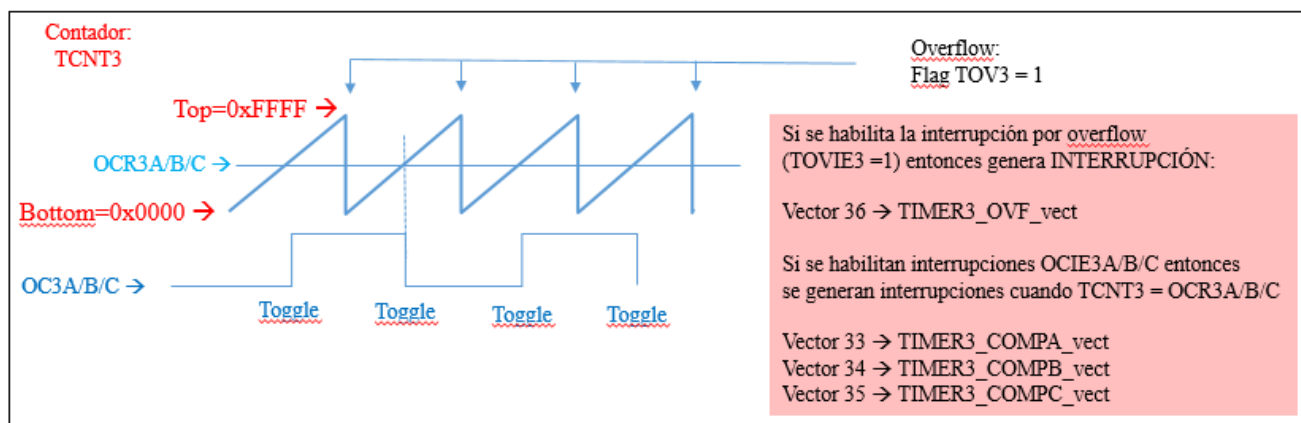 Contador:
TCNT3
Overflow:
Flag TOV3 = 1
Top=0xFFFF →
OCR3A/B/C →
Bottom=0x0000 →
OC3A/B/C →
Toggle
Toggle
Toggle
Toggle
Si se habilita la interrupción por overflow
(TOVIE3 =1) entonces genera INTERRUPCIÓN:
Vector 36 → TIMER3_OVF_vect
Si se habilitan interrupciones OCIE3A/B/C entonces
se generan interrupciones cuando TCNT3 = OCR3A/B/C
Vector 33 → TIMER3_COMPA_vect
Vector 34 → TIMER3_COMPB_vect
Vector 35 → TIMER3_COMPC_vect